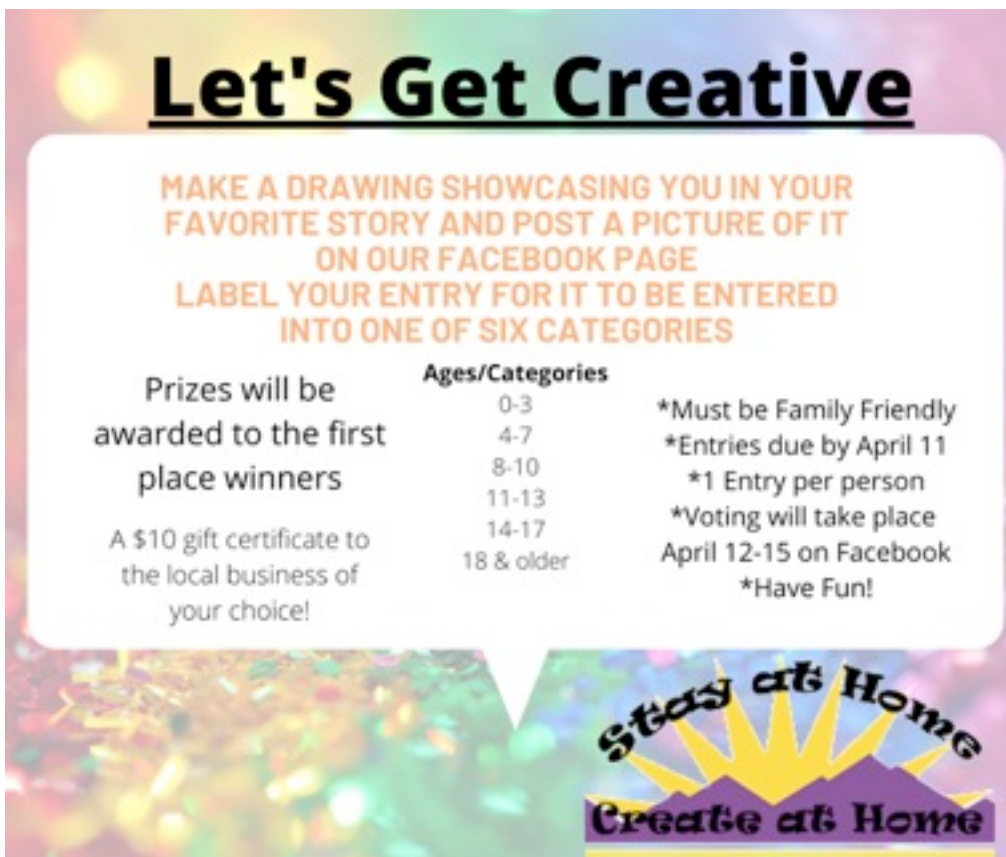 Let's Get Creative
MAKE A DRAWING SHOWCASING YOU IN YOUR
FAVORITE STORY AND POST A PICTURE OF IT
ON OUR FACEBOOK PAGE
LABEL YOUR ENTRY FOR IT TO BE ENTERED
INTO ONE OF SIX CATEGORIES
Prizes will be
awarded to the first
place winners
A $10 gift certificate to
the local business of
your choice!
Ages/Categories
0-3
4-7
8-10
11-13
14-17
18 & older
*Must be Family Friendly
*Entries due by April 11
*1 Entry per person
*Voting will take place
April 12-15 on Facebook
*Have Fun!
Stay at Home
Create at Home